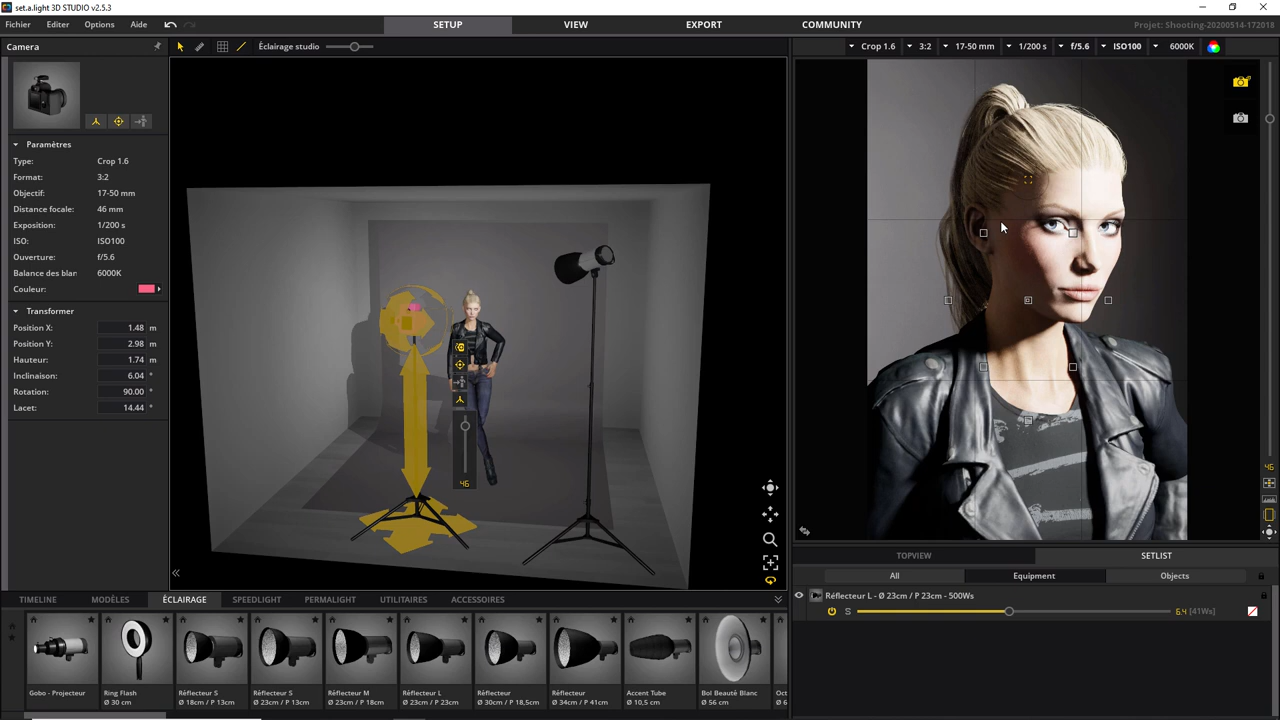 set.a.light 3D STUDIO v2.5.3
Fichier Editer Options Aide
SETUP VIEW EXPORT COMMUNITY
Projet: Shooting-20200514-172018
Camera
Éclairage studio
Crop 1.6 3:2 17-50 mm 1/200 s f/5.6 ISO100 6000K
Paramètres
Type: Crop 1.6
Format: 3:2
Objectif: 17-50 mm
Distance focale: 46 mm
Exposition: 1/200 s
ISO: ISO100
Ouverture: f/5.6
Balance des blar 6000K
Couleur:
Transformer
Position X: 1.48 m
Position Y: 2.98 m
Hauteur: 1.74 m
Inclinaison: 6.04 °
Rotation: 90.00 °
Lacet: 14.44 °
46
46
TOPVIEW SETLIST
All Equipment Objects
Réflecteur L - Ø 23cm / P 23cm - 500Ws
S 6.4 [41Ws]
TIMELINE MODÈLES ÉCLAIRAGE SPEEDLIGHT PERMALIGHT UTILITAIRES ACCESSOIRES
Gobo - Projecteur
Ring Flash
Ø 30 cm
Réflecteur S
Ø 18cm / P 13cm
Réflecteur S
Ø 23cm / P 13cm
Réflecteur M
Ø 23cm / P 18cm
Réflecteur L
Ø 23cm / P 23cm
Réflecteur
Ø 30cm / P 18,5cm
Réflecteur
Ø 34cm / P 41cm
Accent Tube
Ø 10,5 cm
Bol Beauté Blanc
Ø 56 cm
Oct
Ø 6